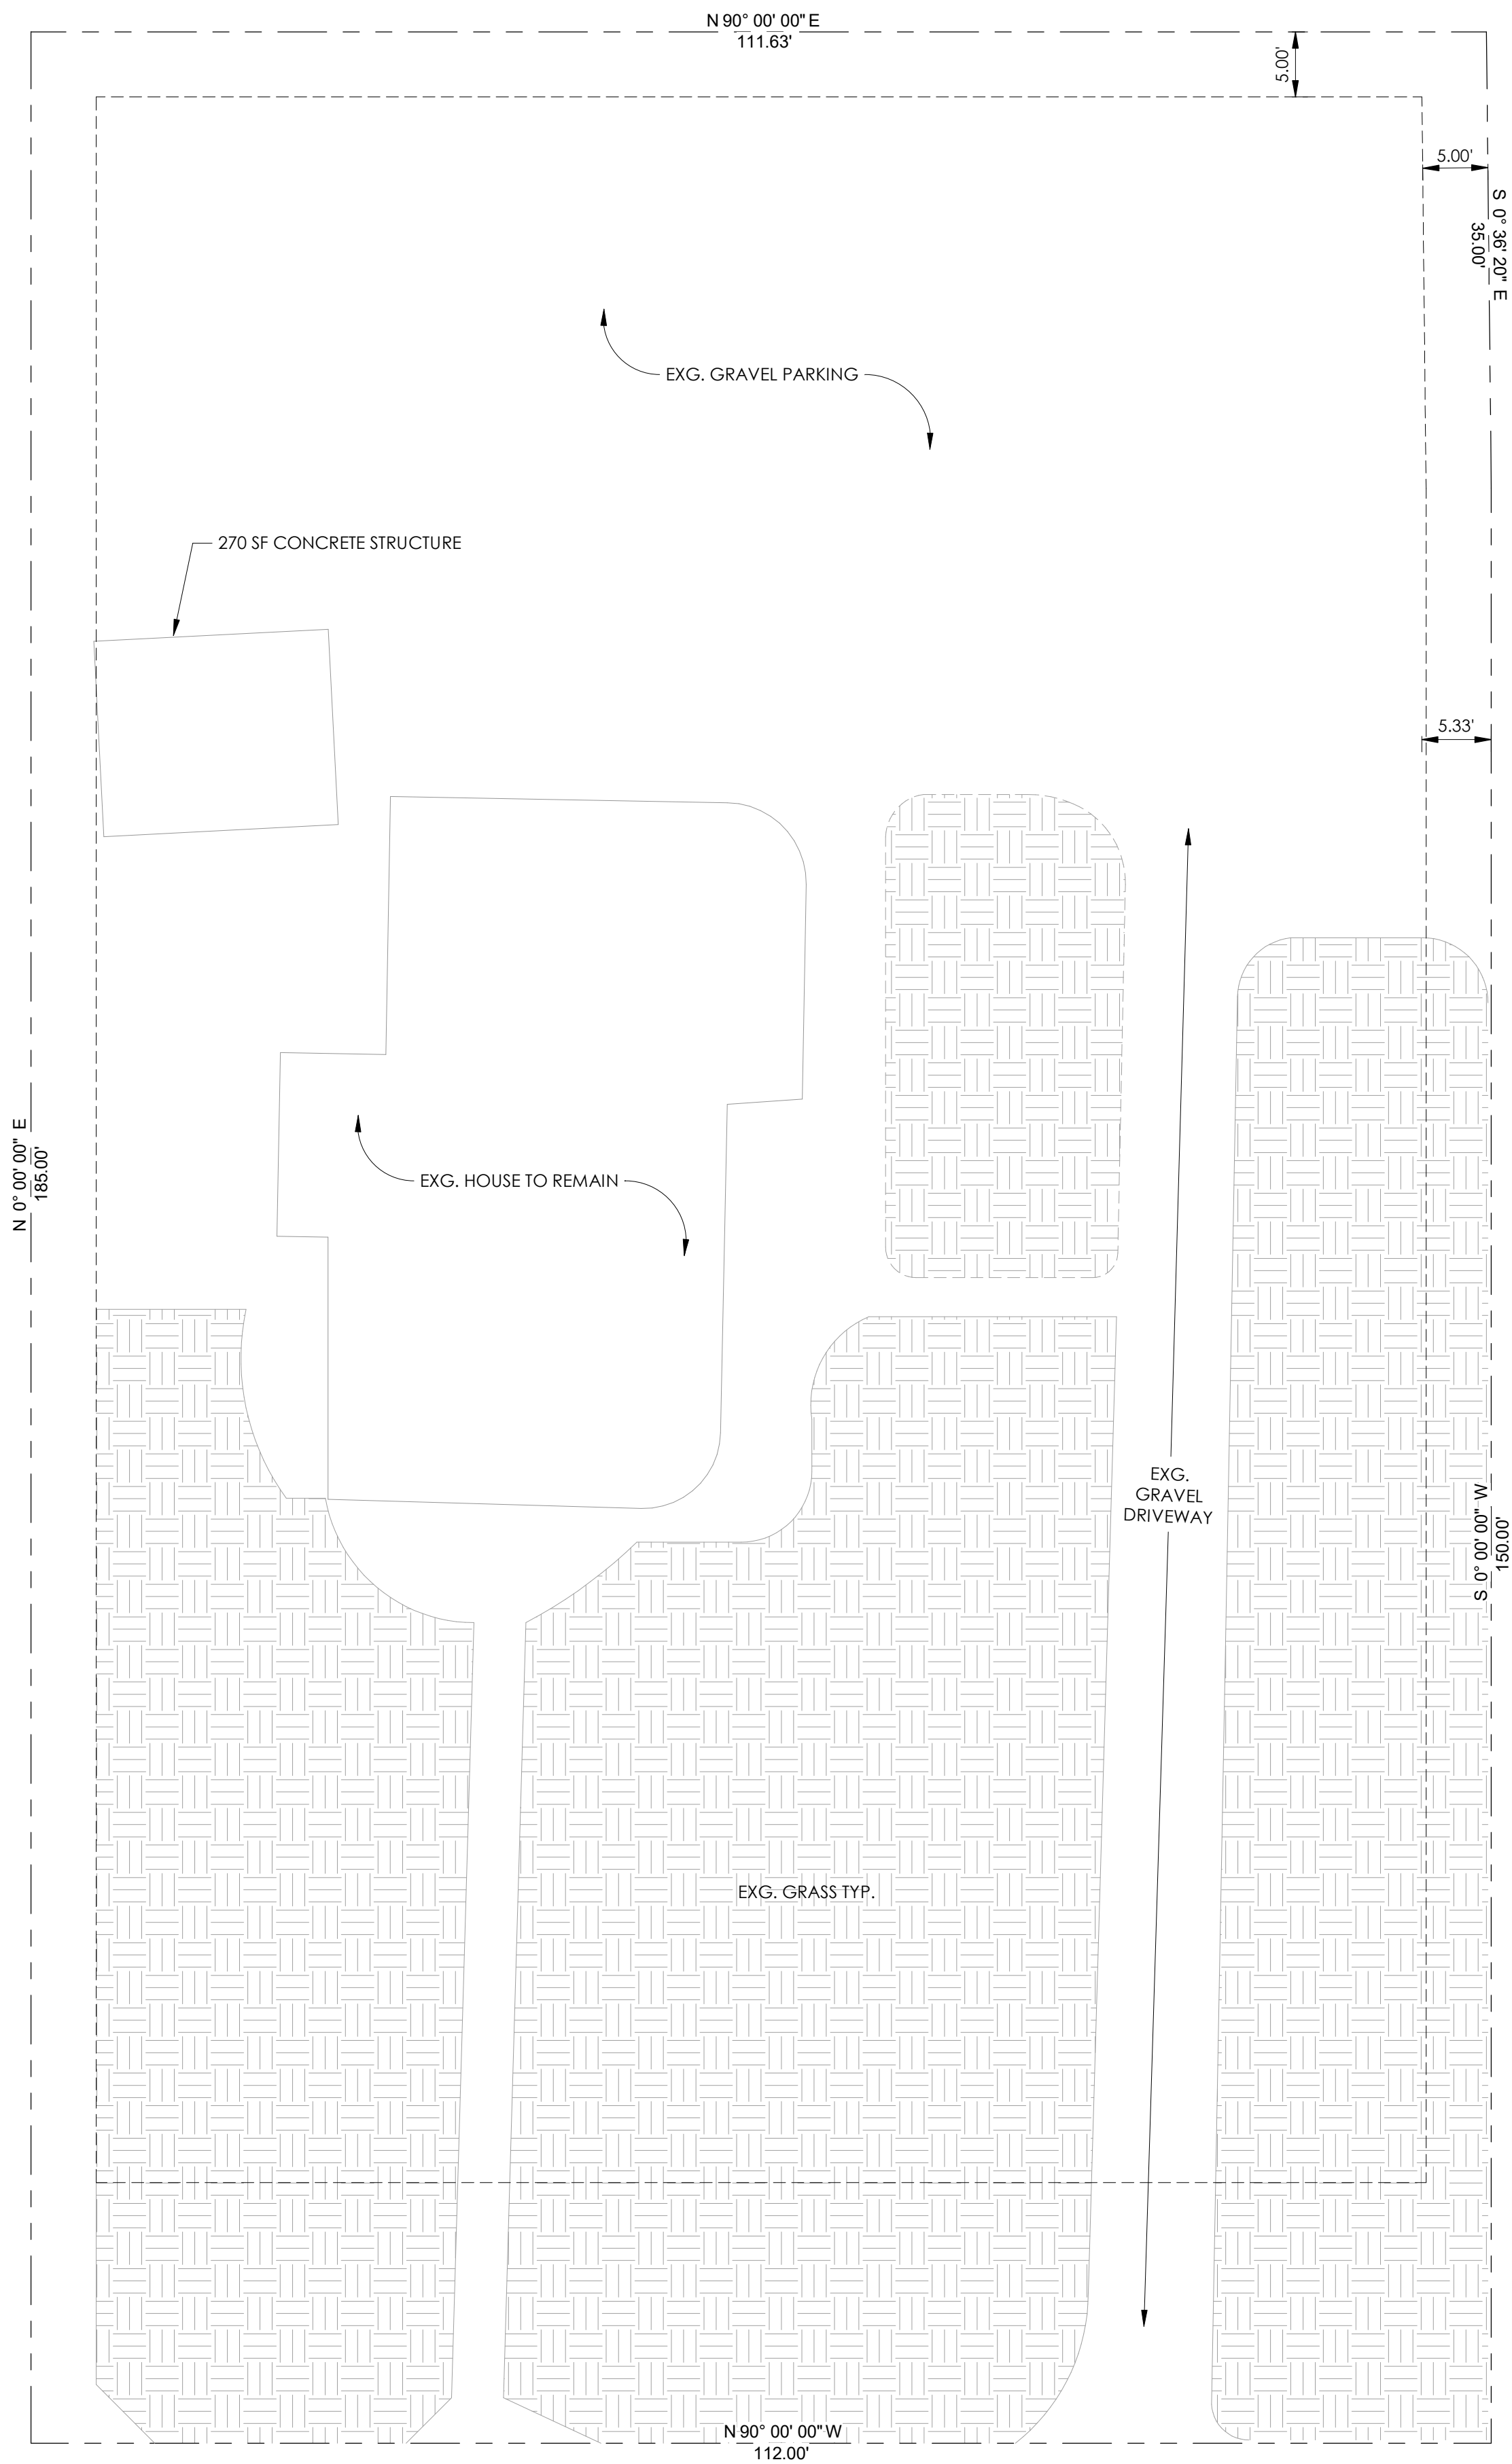 N 90° 00' 00" E
111.63'
5.00'
5.00'
S 0° 36' 20" E
35.00'
EXG. GRAVEL PARKING
270 SF CONCRETE STRUCTURE
5.33'
N 0° 00' 00" E
185.00'
EXG. HOUSE TO REMAIN
EXG.
GRAVEL
DRIVEWAY
S 0° 00' 00" W
150.00'
EXG. GRASS TYP.
N 90° 00' 00" W
112.00'